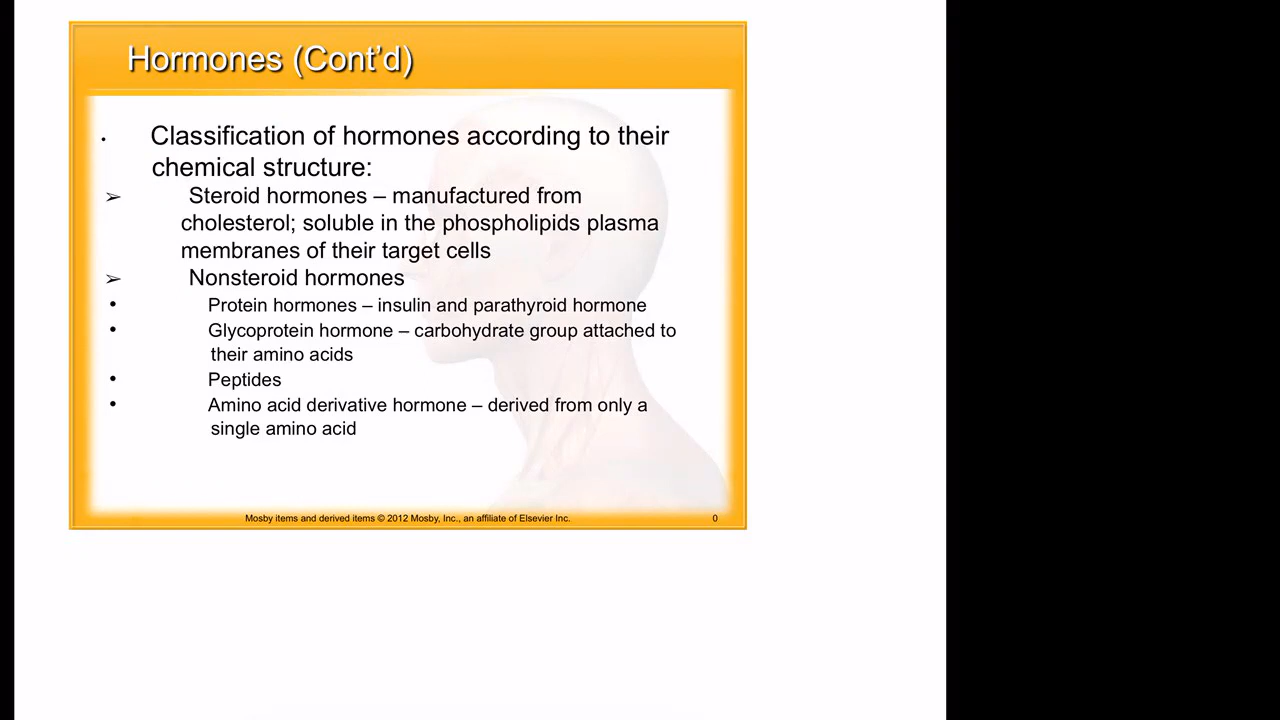 Hormones (Cont’d)
· Classification of hormones according to their
chemical structure:
➢ Steroid hormones – manufactured from
cholesterol; soluble in the phospholipids plasma
membranes of their target cells
➢ Nonsteroid hormones
• Protein hormones – insulin and parathyroid hormone
• Glycoprotein hormone – carbohydrate group attached to
their amino acids
• Peptides
• Amino acid derivative hormone – derived from only a
single amino acid
Mosby items and derived items © 2012 Mosby, Inc., an affiliate of Elsevier Inc. 0